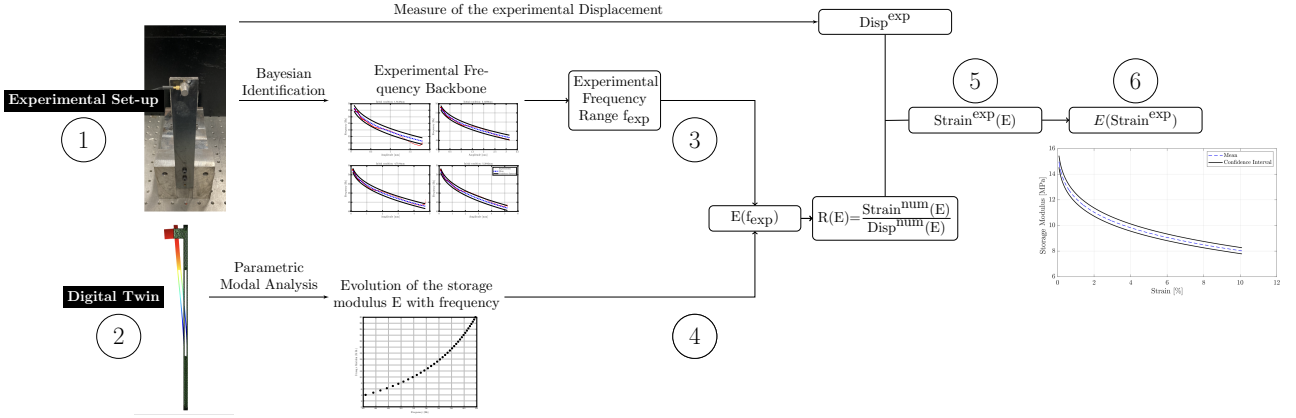 Measure of the experimental Displacement
Disp^exp
Experimental Set-up
1
Bayesian
Identification
Experimental Fre-
quency Backbone
Experimental
Frequency
Range f_exp
3
5
6
Strain^exp(E)
E(Strain^exp)
E(f_exp)
R(E)=Strain^num(E)
Disp^num(E)
Digital Twin
2
Parametric
Modal Analysis
Evolution of the storage
modulus E with frequency
4
Mean
Confidence Interval
Storage Modulus [MPa]
16
14
12
10
8
6
0 2 4 6 8 10 12
Strain [%]